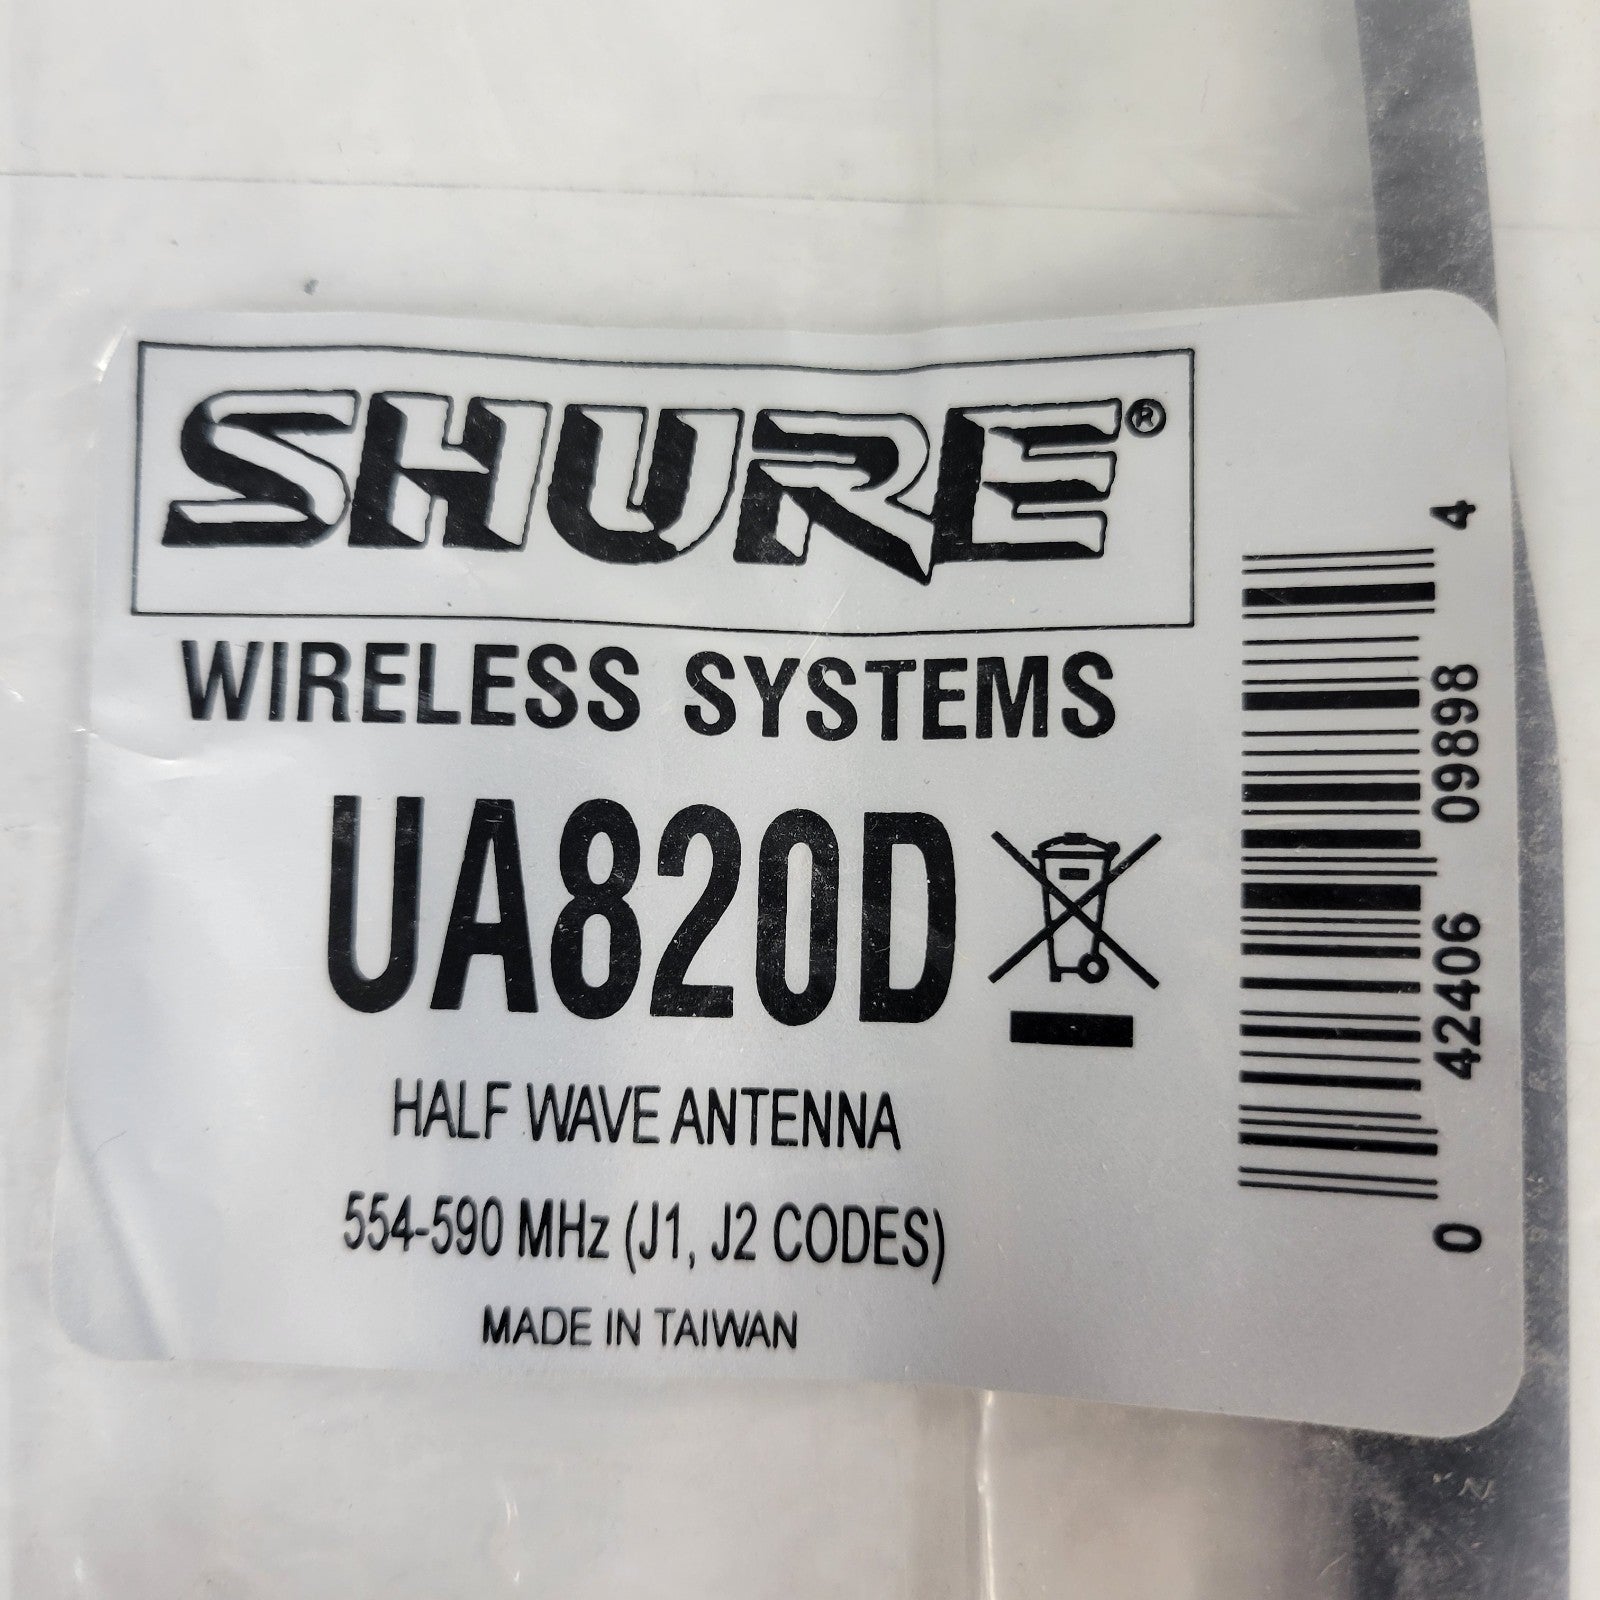 SHURE®
WIRELESS SYSTEMS
UA820D
HALF WAVE ANTENNA
554-590 MHz (J1, J2 CODES)
MADE IN TAIWAN
0 42406 09898 4